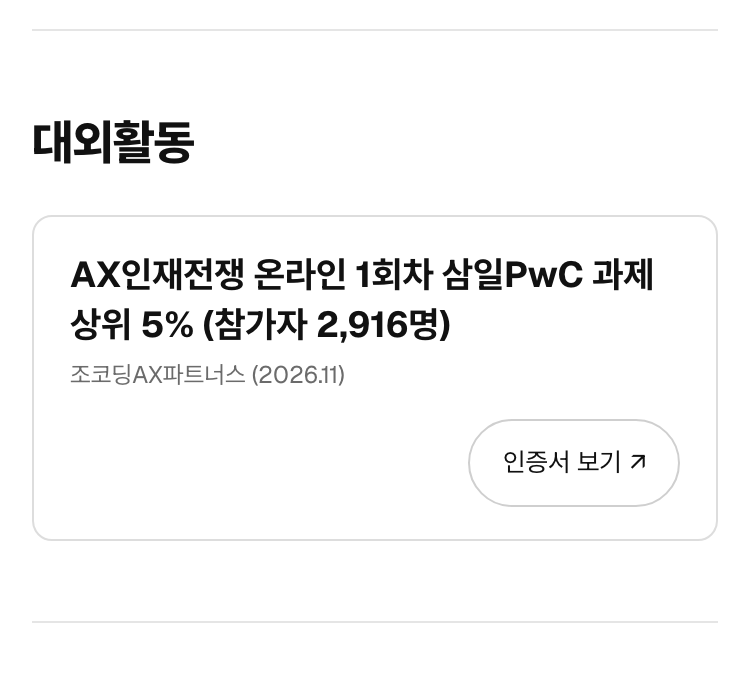 대외활동
AX인재전쟁 온라인 1회차 삼일PwC 과제
상위 5% (참가자 2,916명)
조코딩AX파트너스 (2026.11)
인증서 보기 ↗